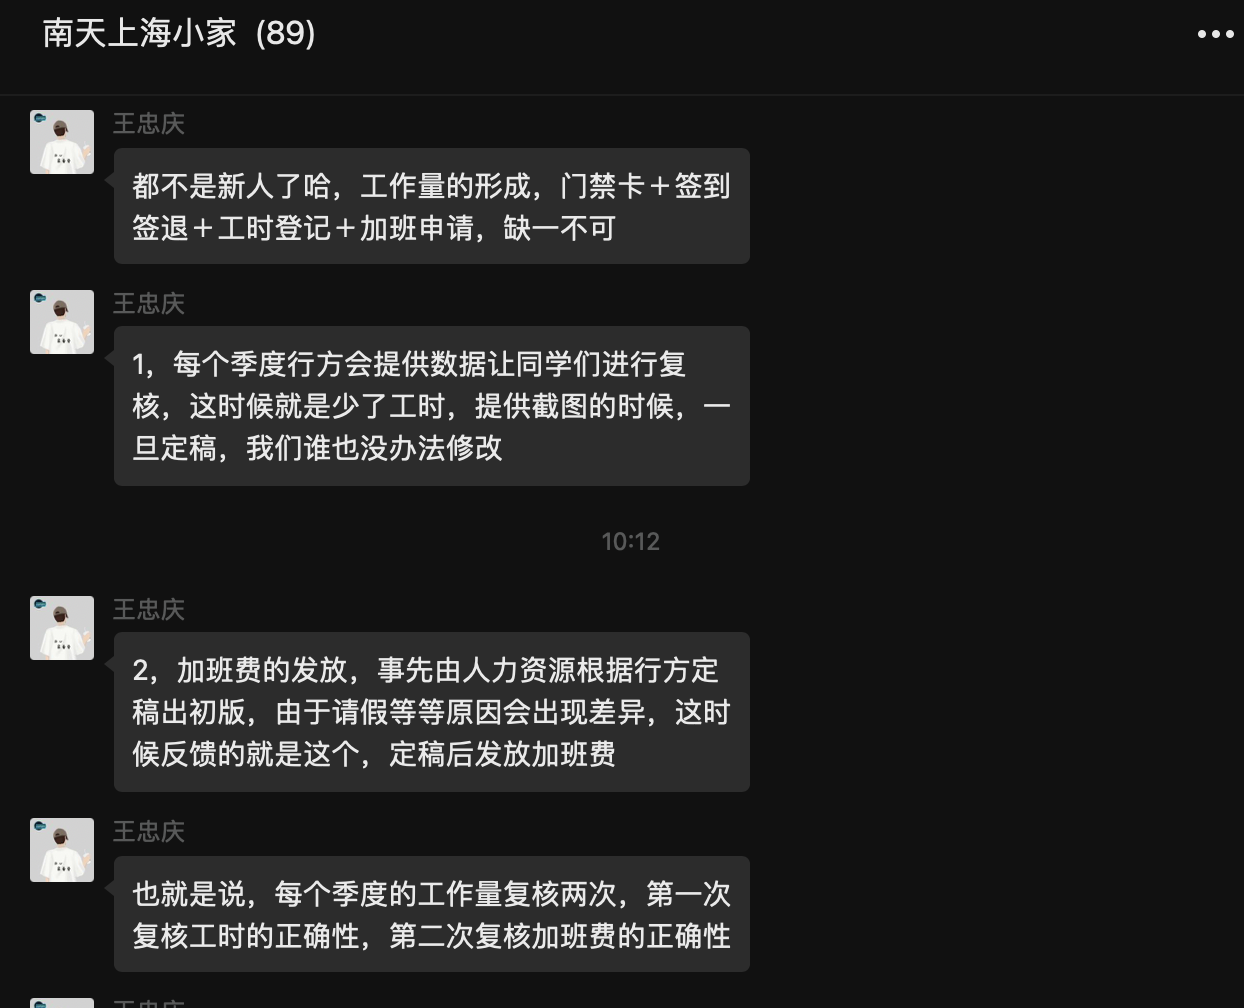 南天上海小家 (89)
王忠庆
都不是新人了哈，工作量的形成，门禁卡＋签到
签退＋工时登记＋加班申请，缺一不可
王忠庆
1，每个季度行方会提供数据让同学们进行复
核，这时候就是少了工时，提供截图的时候，一
旦定稿，我们谁也没办法修改
10:12
王忠庆
2，加班费的发放，事先由人力资源根据行方定
稿出初版，由于请假等等原因会出现差异，这时
候反馈的就是这个，定稿后发放加班费
王忠庆
也就是说，每个季度的工作量复核两次，第一次
复核工时的正确性，第二次复核加班费的正确性
王忠庆